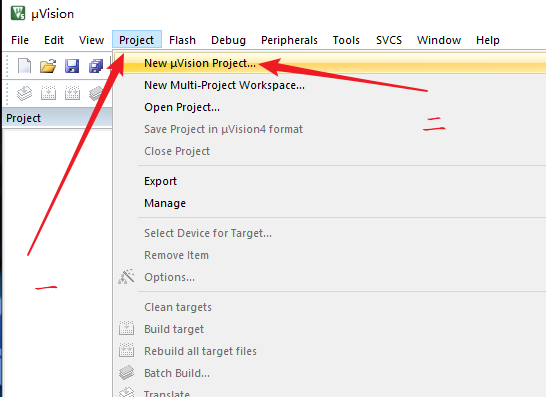 μVision
File Edit View Project Flash Debug Peripherals Tools SVCS Window Help
New μVision Project...
New Multi-Project Workspace...
Project
Open Project...
二
Save Project in μVision4 format
Close Project
Export
Manage
Select Device for Target...
Remove Item
一
Options...
Clean targets
Build target
Rebuild all target files
Batch Build...
Translate